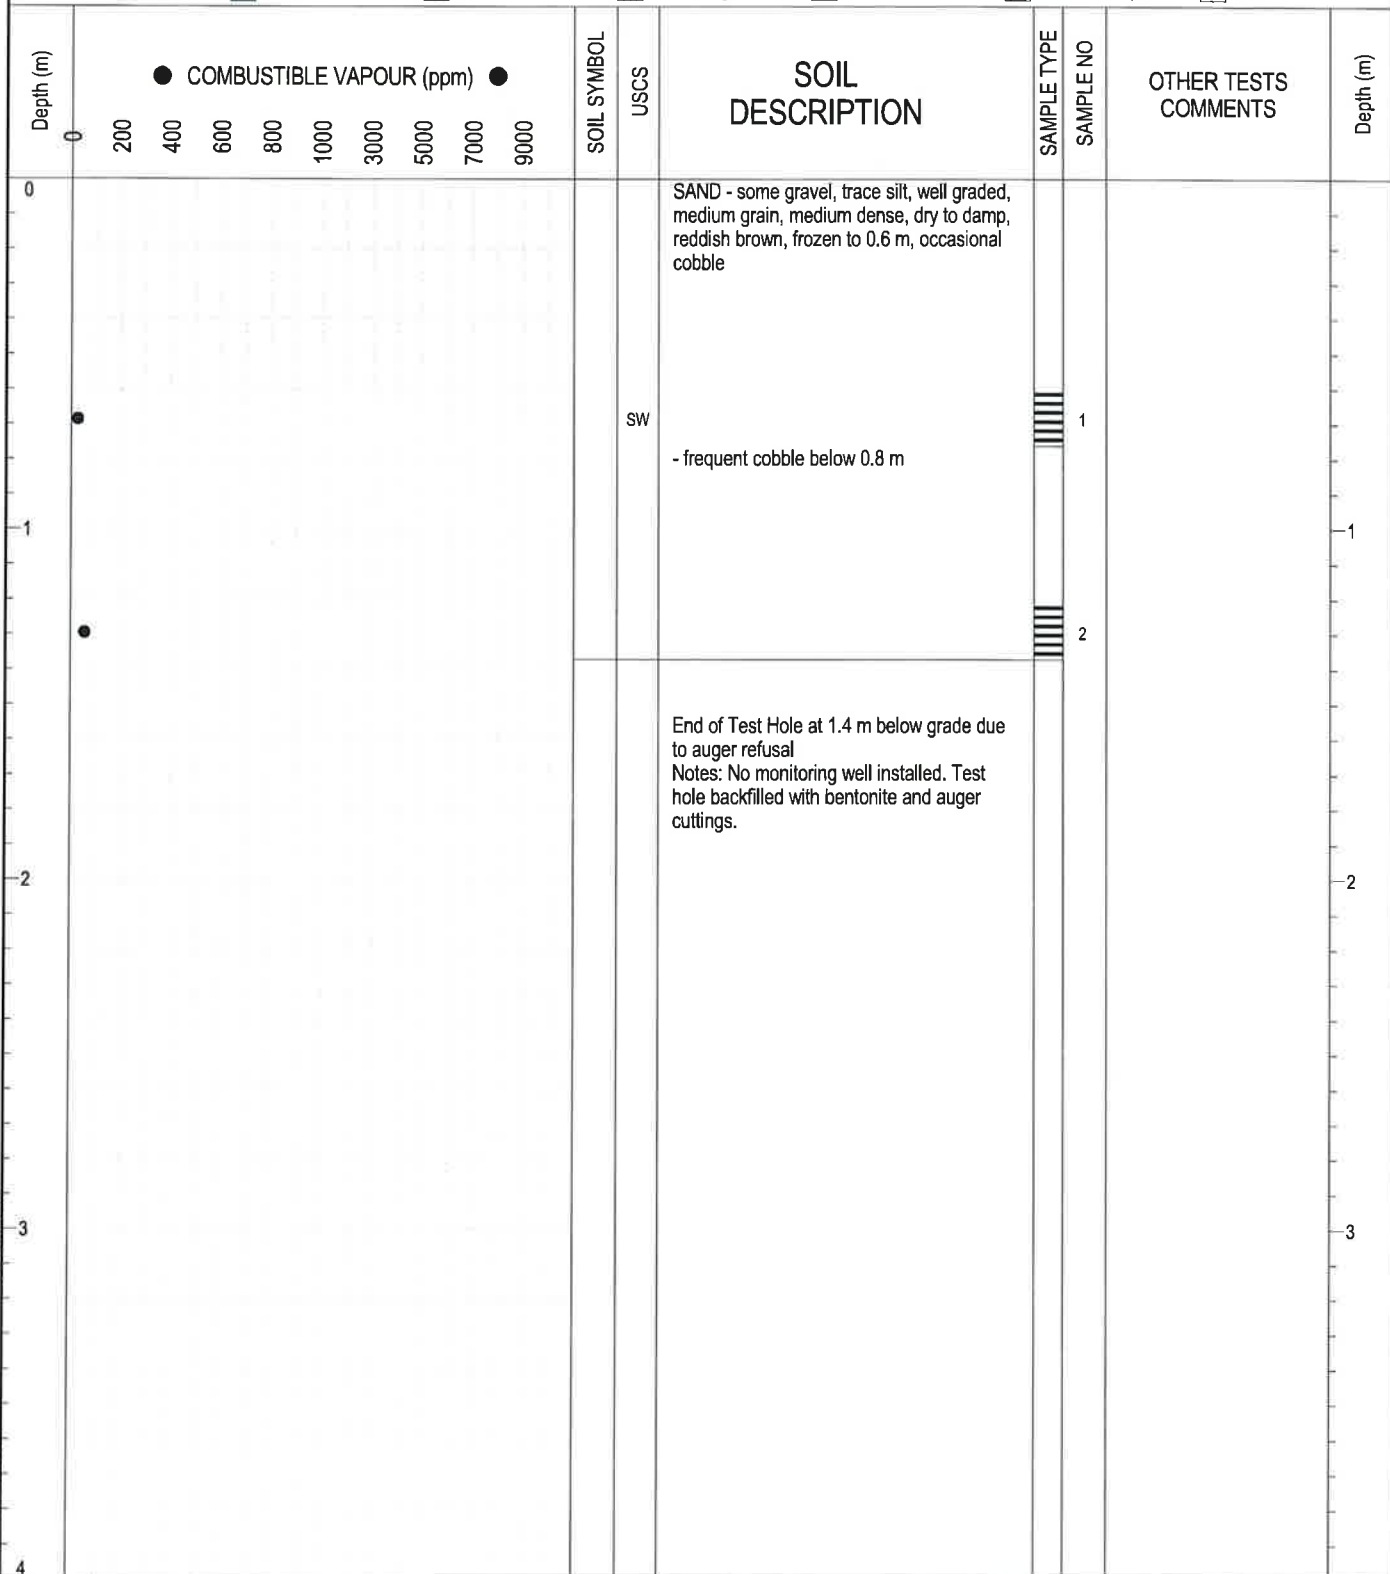 Depth (m)
● COMBUSTIBLE VAPOUR (ppm) ●
0 200 400 600 800 1000 3000 5000 7000 9000
SOIL SYMBOL
USCS
SOIL
DESCRIPTION
SAMPLE TYPE
SAMPLE NO
OTHER TESTS
COMMENTS
Depth (m)
0
SAND - some gravel, trace silt, well graded,
medium grain, medium dense, dry to damp,
reddish brown, frozen to 0.6 m, occasional
cobble
SW
1
- frequent cobble below 0.8 m
1
1
2
End of Test Hole at 1.4 m below grade due
to auger refusal
Notes: No monitoring well installed. Test
hole backfilled with bentonite and auger
cuttings.
2
2
3
3
4